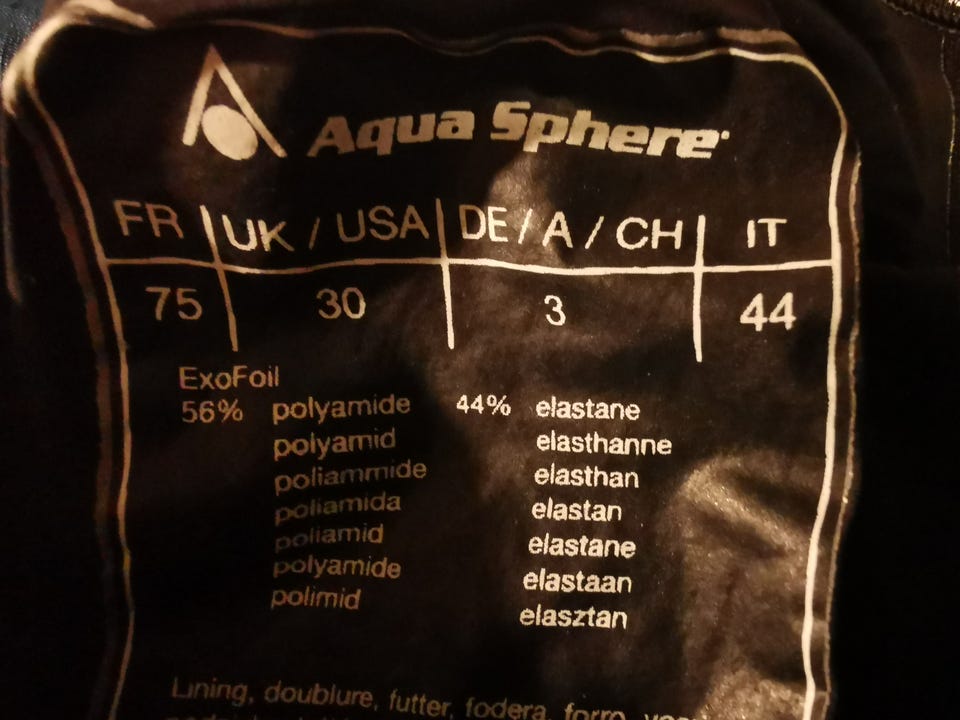 Aqua Sphere
FR UK / USA DE / A / CH IT
75 30 3 44
ExoFoil
56% polyamide 44% elastane
polyamid elasthanne
poliammide elasthan
poliamida elastan
poliamid elastane
polyamide elastaan
polimid elasztan
Lining, doublure, futter, fodera, forro,